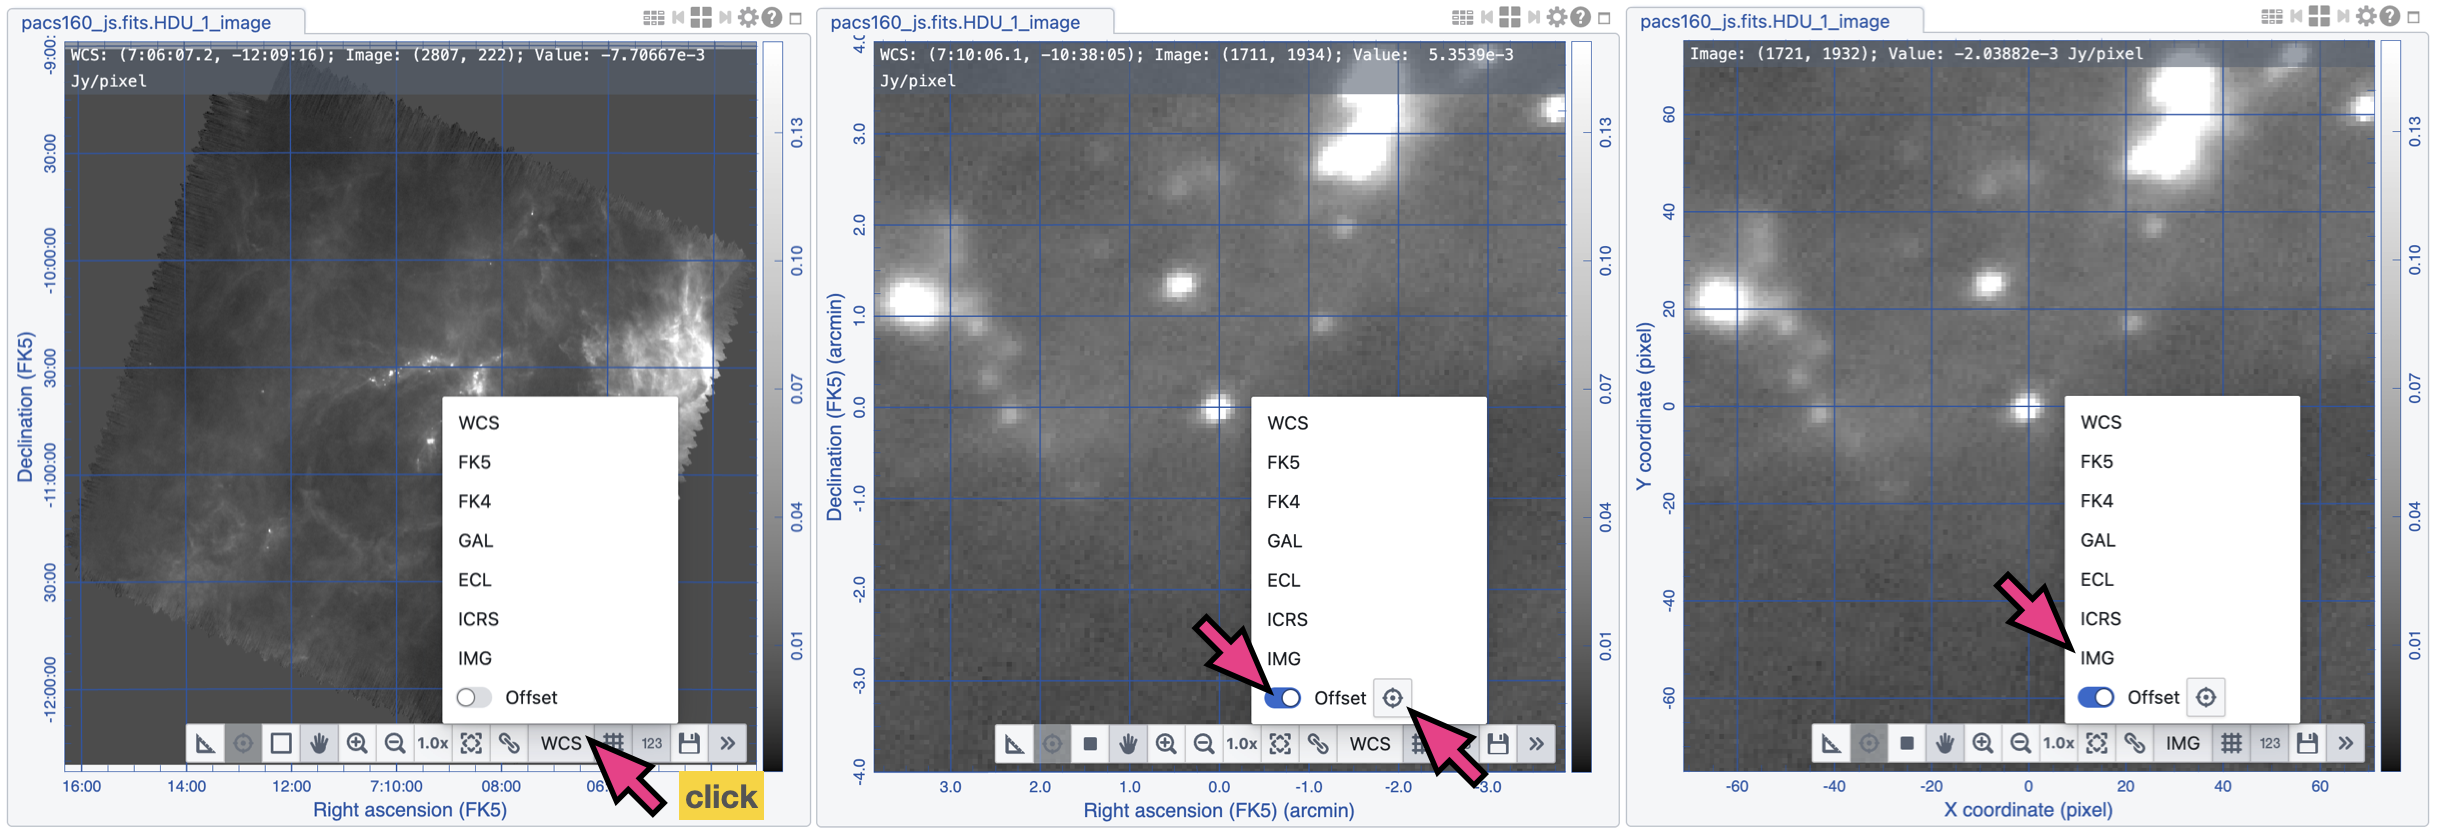 pacs160_js.fits.HDU_1_image
WCS: (7:06:07.2, −12:09:16); Image: (2807, 222); Value: −7.70667e−3
Jy/pixel
Declination (FK5)
-9:00:
30:00
-10:00:00
30:00
-11:00:00
30:00
-12:00:00
0.13
0.10
0.07
0.04
0.01
WCS
FK5
FK4
GAL
ECL
ICRS
IMG
Offset
1.0x
WCS
123
»
16:00
14:00
12:00
7:10:00
08:00
06:
Right ascension (FK5)
click
pacs160_js.fits.HDU_1_image
WCS: (7:10:06.1, −10:38:05); Image: (1711, 1934); Value: 5.3539e−3
Jy/pixel
Declination (FK5) (arcmin)
4.0
3.0
2.0
1.0
0.0
-1.0
-2.0
-3.0
-4.0
0.13
0.10
0.07
0.04
0.01
WCS
FK5
FK4
GAL
ECL
ICRS
IMG
Offset
1.0x
WCS
»
3.0
2.0
1.0
0.0
-1.0
-2.0
-3.0
Right ascension (FK5) (arcmin)
pacs160_js.fits.HDU_1_image
Image: (1721, 1932); Value: −2.03882e−3 Jy/pixel
Y coordinate (pixel)
60
40
20
0
-20
-40
-60
0.13
0.10
0.07
0.04
0.01
WCS
FK5
FK4
GAL
ECL
ICRS
IMG
Offset
1.0x
IMG
123
»
-60
-40
-20
0
20
40
60
X coordinate (pixel)